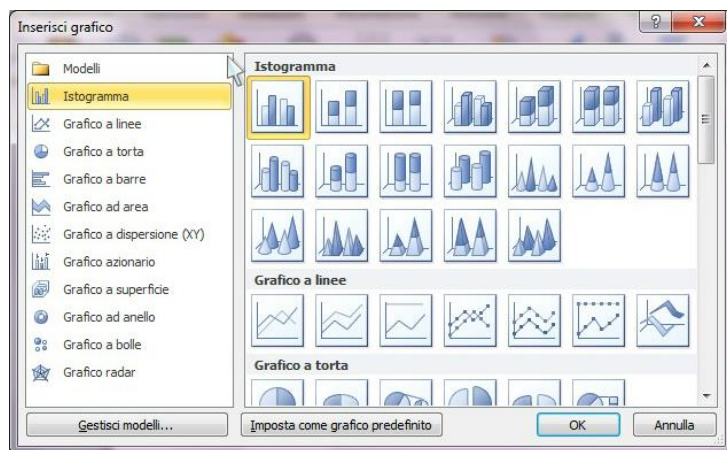 Inserisci grafico
Modelli
Istogramma
Grafico a linee
Grafico a torta
Grafico a barre
Grafico ad area
Grafico a dispersione (XY)
Grafico azionario
Grafico a superficie
Grafico ad anello
Grafico a bolle
Grafico radar
Istogramma
Grafico a linee
Grafico a torta
Gestisci modelli...
Imposta come grafico predefinito
OK
Annulla